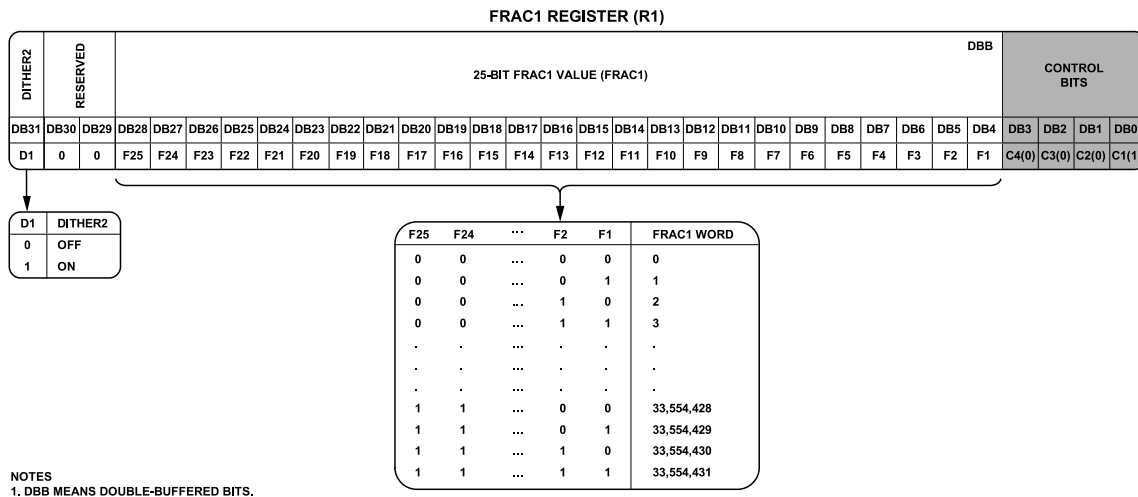 FRAC1 REGISTER (R1)
DITHER2 RESERVED 25-BIT FRAC1 VALUE (FRAC1) DBB CONTROL BITS
DB31 DB30 DB29 DB28 DB27 DB26 DB25 DB24 DB23 DB22 DB21 DB20 DB19 DB18 DB17 DB16 DB15 DB14 DB13 DB12 DB11 DB10 DB9 DB8 DB7 DB6 DB5 DB4 DB3 DB2 DB1 DB0
D1 0 0 F25 F24 F23 F22 F21 F20 F19 F18 F17 F16 F15 F14 F13 F12 F11 F10 F9 F8 F7 F6 F5 F4 F3 F2 F1 C4(0) C3(0) C2(0) C1(1
D1 DITHER2
0 OFF
1 ON
F25 F24 ... F2 F1 FRAC1 WORD
0 0 ... 0 0 0
0 0 ... 0 1 1
0 0 ... 1 0 2
0 0 ... 1 1 3
. . ... . . .
. . ... . . .
. . ... . . .
1 1 ... 0 0 33,554,428
1 1 ... 0 1 33,554,429
1 1 ... 1 0 33,554,430
1 1 ... 1 1 33,554,431
NOTES
1. DBB MEANS DOUBLE-BUFFERED BITS.